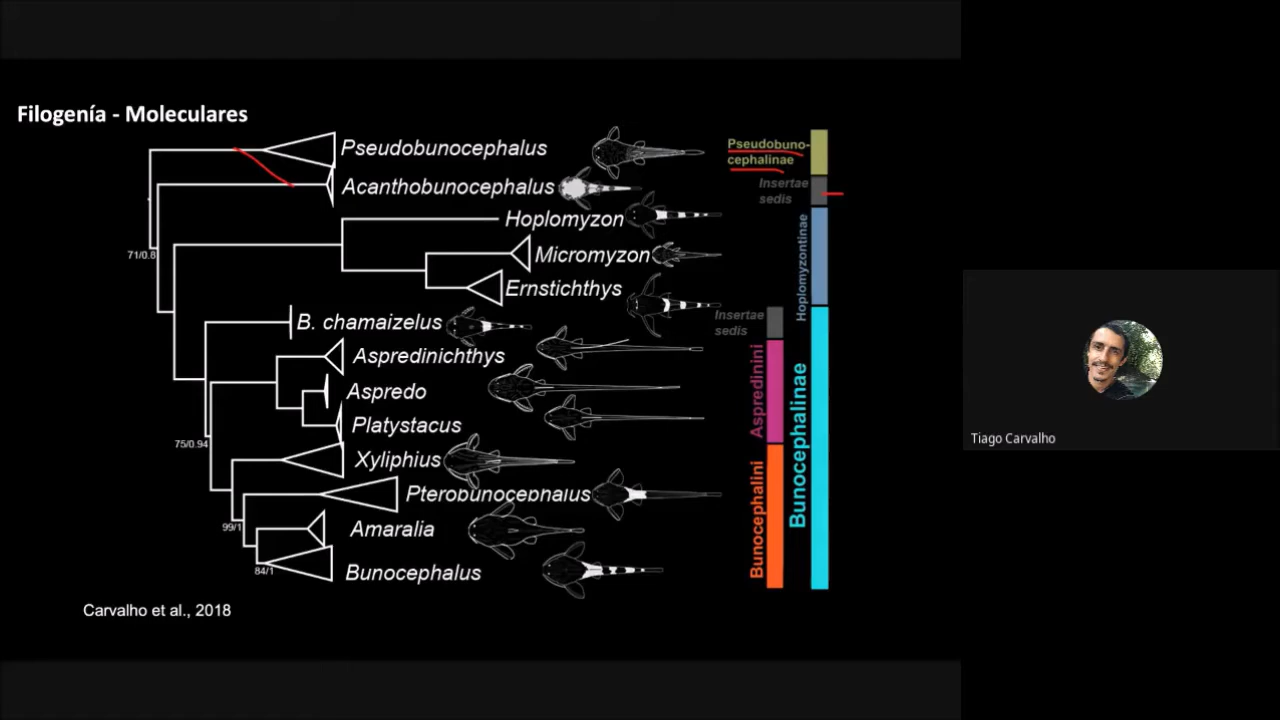 Filogenía - Moleculares
Pseudobunocephalus
Pseudobuno-
cephalinae
Acanthobunocephalus
Insertae
sedis
Hoplomyzon
Micromyzon
Ernstichthys
Hoplomyzontinae
71/0.8
B. chamaizelus
Insertae
sedis
Aspredinichthys
Aspredo
Platystacus
Aspredinini
Bunocephalinae
75/0.94
Xyliphius
Pterobunocephalus
Amaralia
Bunocephalus
Bunocephalini
99/1
84/1
Carvalho et al., 2018
Tiago Carvalho